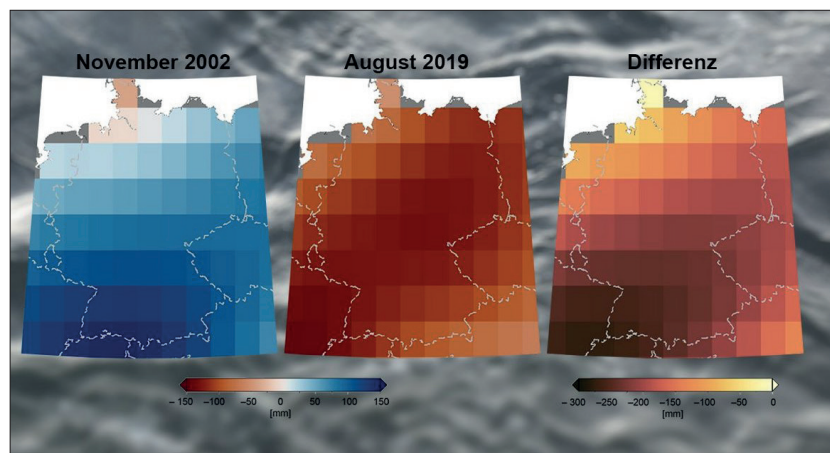 November 2002
August 2019
Differenz
– 150 –100 –50 0 50 100 150
[mm]
– 300 –250 –200 –150 –100 –50 0
[mm]